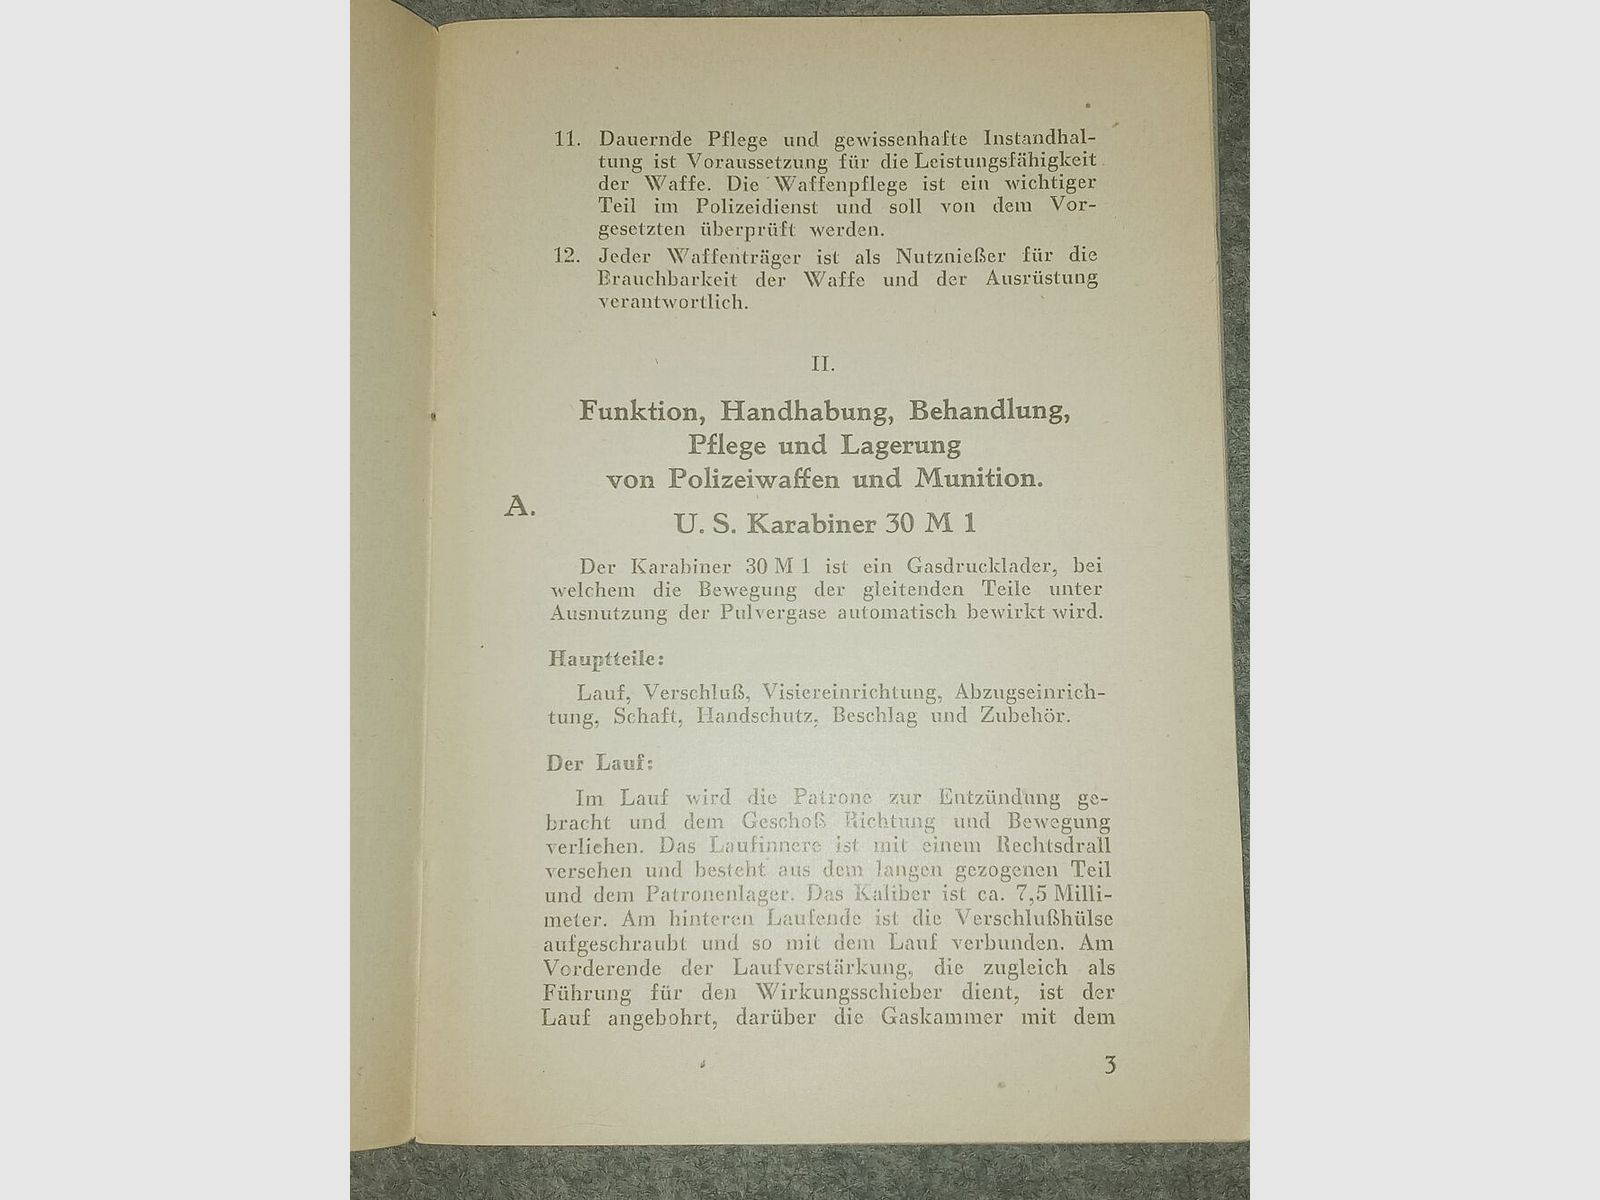 11. Dauernde Pflege und gewissenhafte Instandhal-
tung ist Voraussetzung für die Leistungsfähigkeit
der Waffe. Die Waffenpflege ist ein wichtiger
Teil im Polizeidienst und soll von dem Vor-
gesetzten überprüft werden.
12. Jeder Waffenträger ist als Nutznießer für die
Brauchbarkeit der Waffe und der Ausrüstung
verantwortlich.
II.
Funktion, Handhabung, Behandlung,
Pflege und Lagerung
von Polizeiwaffen und Munition.
A.
U. S. Karabiner 30 M 1
Der Karabiner 30 M 1 ist ein Gasdrucklader, bei
welchem die Bewegung der gleitenden Teile unter
Ausnutzung der Pulvergase automatisch bewirkt wird.
Hauptteile:
Lauf, Verschluß, Visiereinrichtung, Abzugseinrich-
tung, Schaft, Handschutz, Beschlag und Zubehör.
Der Lauf:
Im Lauf wird die Patrone zur Entzündung ge-
bracht und dem Geschoß Richtung und Bewegung
verliehen. Das Laufinnere ist mit einem Rechtsdrall
versehen und besteht aus dem langen gezogenen Teil
und dem Patronenlager. Das Kaliber ist ca. 7,5 Milli-
meter. Am hinteren Laufende ist die Verschlußhülse
aufgeschraubt und so mit dem Lauf verbunden. Am
Vorderende der Laufverstärkung, die zugleich als
Führung für den Wirkungsschieber dient, ist der
Lauf angebohrt, darüber die Gaskammer mit dem
3